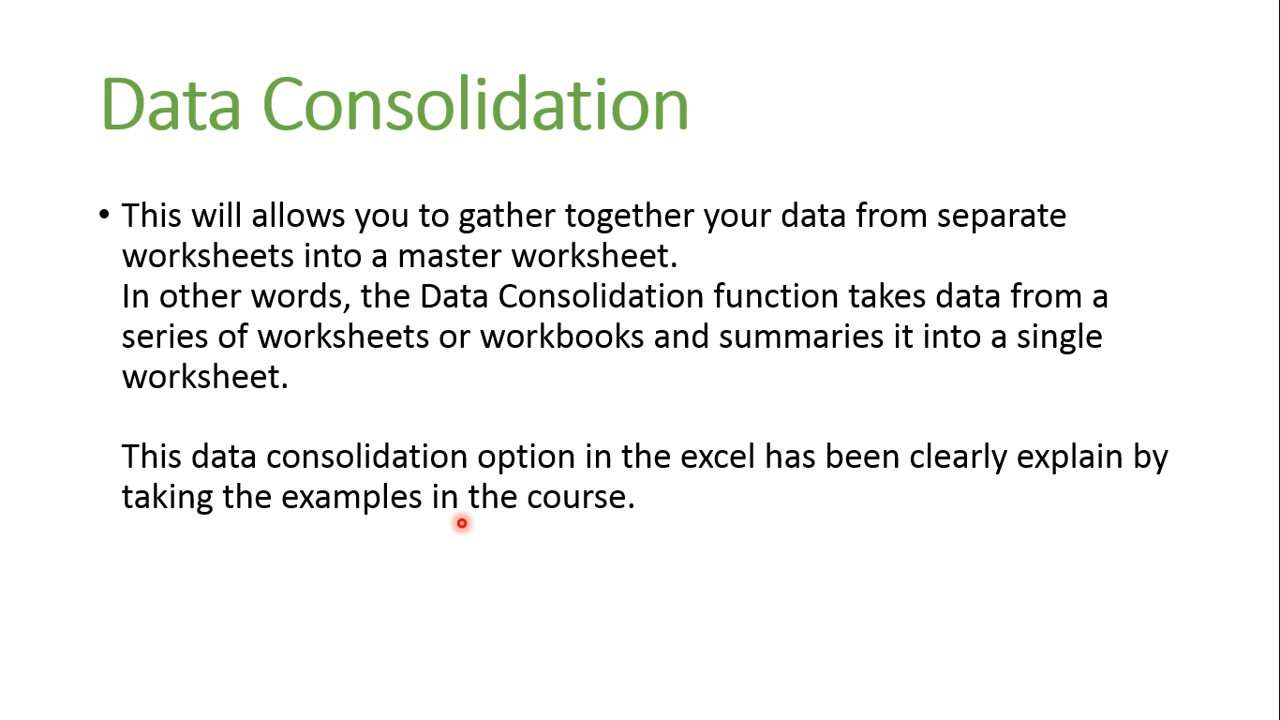 Data Consolidation
• This will allows you to gather together your data from separate
worksheets into a master worksheet.
In other words, the Data Consolidation function takes data from a
series of worksheets or workbooks and summaries it into a single
worksheet.
This data consolidation option in the excel has been clearly explain by
taking the examples in the course.